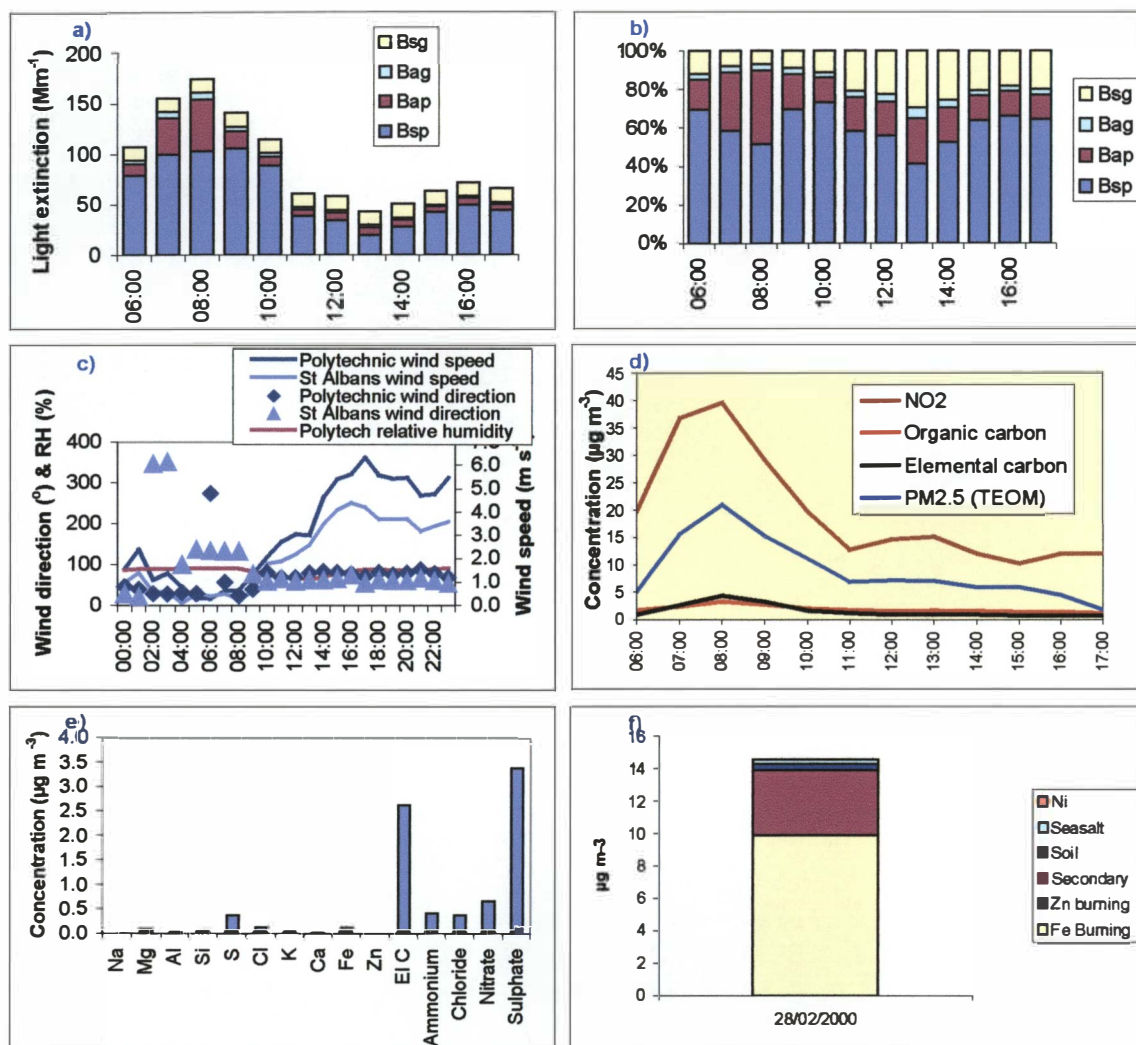 a)
Light extinction (Mm-1)
200
150
100
50
0
06:00
08:00
10:00
12:00
14:00
16:00
Bsg
Bag
Bap
Bsp
b)
100%
80%
60%
40%
20%
0%
06:00
08:00
10:00
12:00
14:00
16:00
Bsg
Bag
Bap
Bsp
c)
Polytechnic wind speed
St Albans wind speed
Polytechnic wind direction
St Albans wind direction
Polytech relative humidity
Wind direction (⁰) & RH (%)
400
300
200
100
0
6.0
5.0
4.0
3.0
2.0
1.0
0.0
Wind speed (m s-
00:00
02:00
04:00
06:00
08:00
10:00
12:00
14:00
16:00
18:00
20:00
22:00
d)
Concentration (µg m-3)
45
40
35
30
25
20
15
10
5
0
NO2
Organic carbon
Elemental carbon
PM2.5 (TEOM)
06:00
07:00
08:00
09:00
10:00
11:00
12:00
13:00
14:00
15:00
16:00
17:00
e)
Concentration (µg m-3)
4.0
3.5
3.0
2.5
2.0
1.5
1.0
0.5
0.0
Na
Mg
Al
Si
S
Cl
K
Ca
Fe
Zn
El C
Ammonium
Chloride
Nitrate
Sulphate
f)
µg m-3
16
14
12
10
8
6
4
2
0
28/02/2000
Ni
Seasalt
Soil
Secondary
Zn burning
Fe Burning